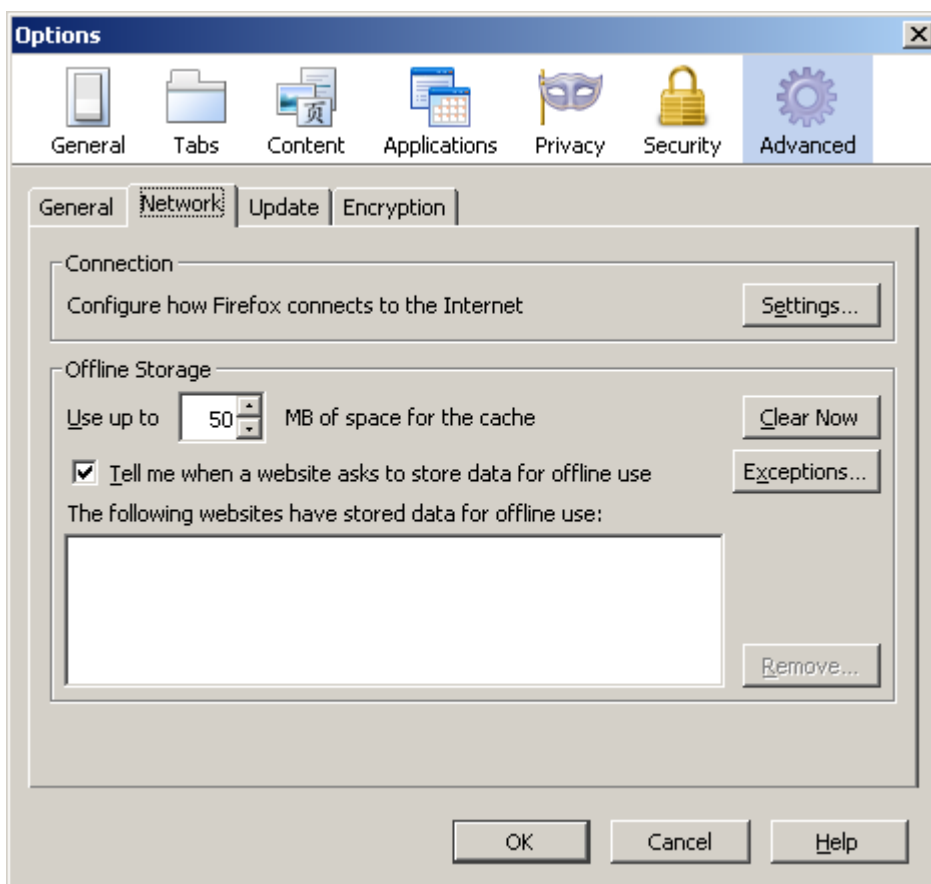 Options
General Tabs Content Applications Privacy Security Advanced
General Network Update Encryption
Connection
Configure how Firefox connects to the Internet Settings...
Offline Storage
Use up to 50 MB of space for the cache Clear Now
Tell me when a website asks to store data for offline use Exceptions...
The following websites have stored data for offline use:
Remove...
OK Cancel Help